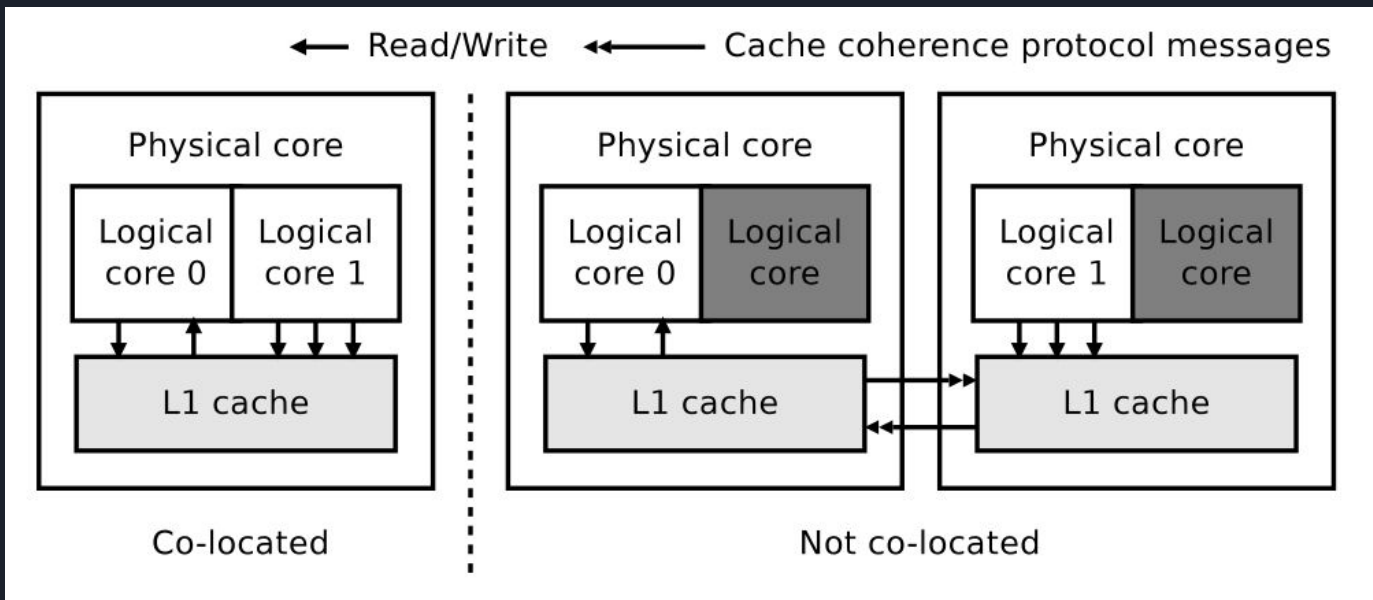 Read/Write
Cache coherence protocol messages
Physical core
Logical
core 0
Logical
core 1
L1 cache
Co-located
Physical core
Logical
core 0
Logical
core
L1 cache
Physical core
Logical
core 1
Logical
core
L1 cache
Not co-located